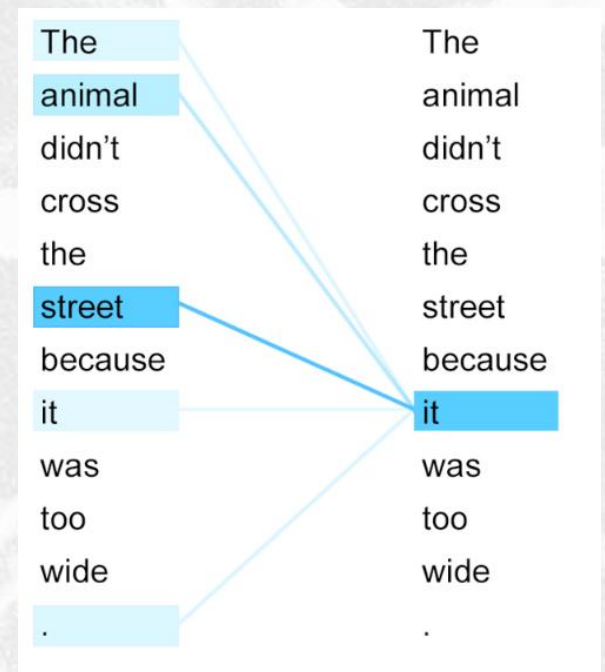 The The
animal animal
didn’t didn’t
cross cross
the the
street street
because because
it it
was was
too too
wide wide
. .